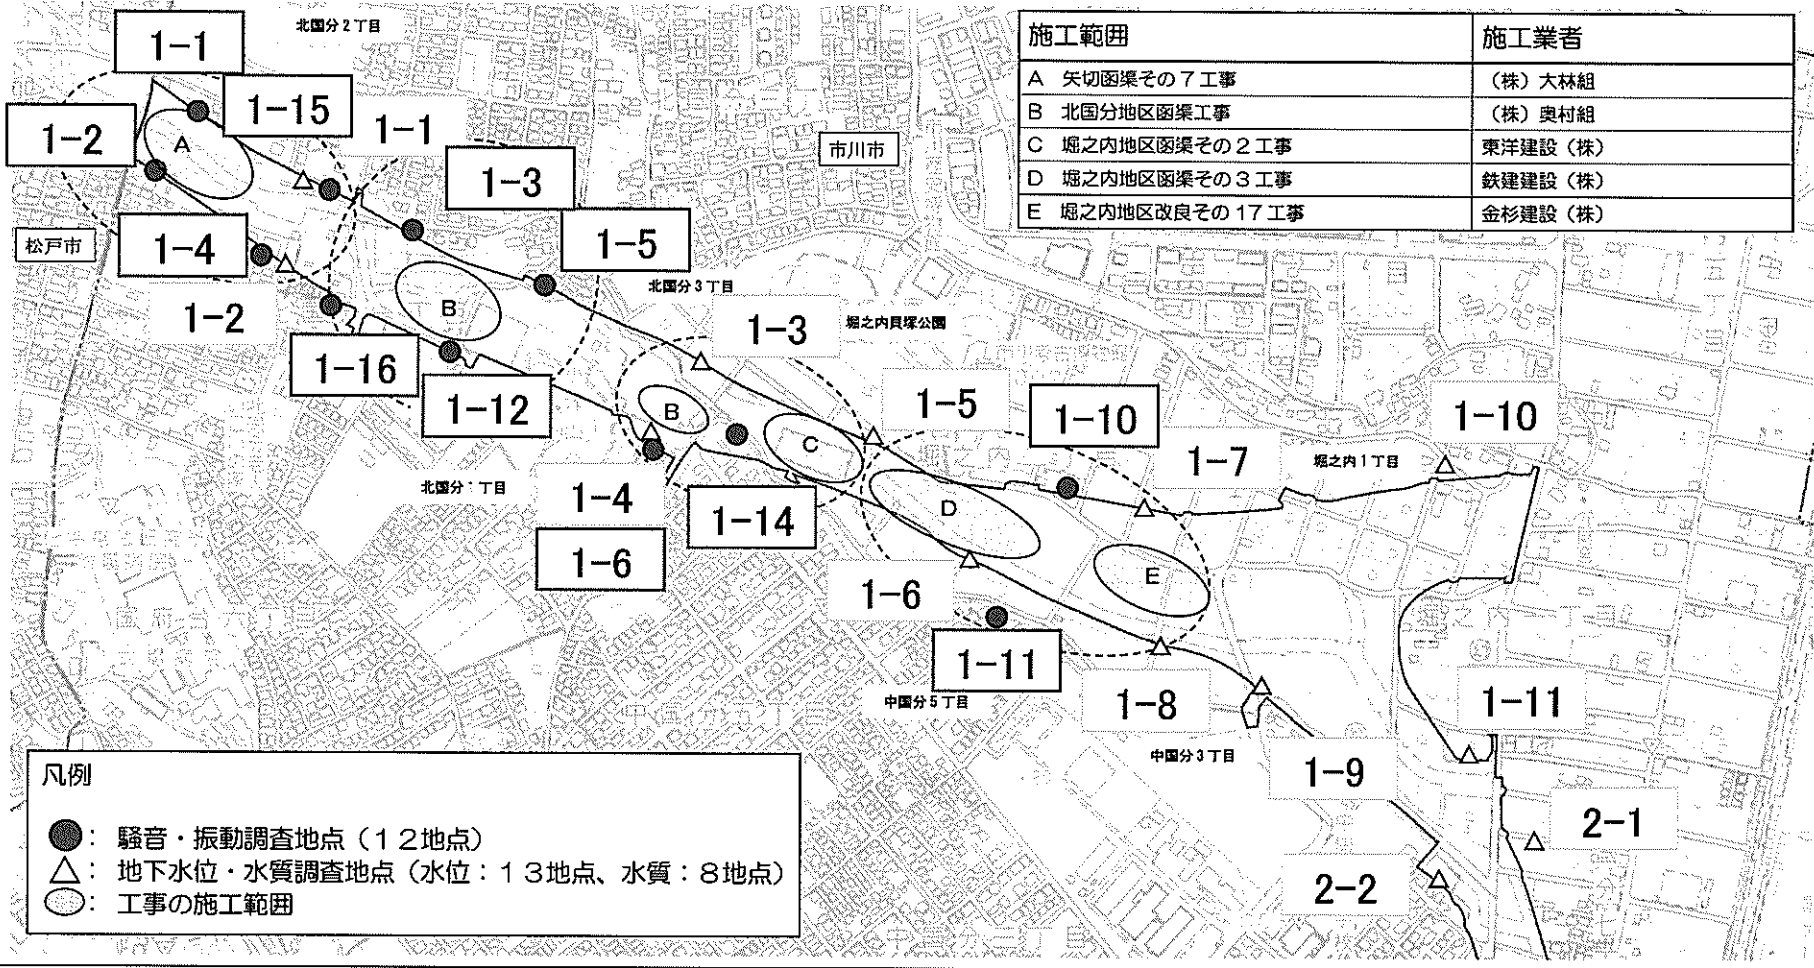 北国分2丁目
1-1
1-15
1-2
A
1-1
1-3
市川市
施工範囲 施工業者
A 矢切函渠その7工事 (株)大林組
B 北国分地区函渠工事 (株)奥村組
C 堀之内地区函渠その2工事 東洋建設(株)
D 堀之内地区函渠その3工事 鉄建建設(株)
E 堀之内地区改良その17工事 金杉建設(株)
松戸市
1-4
1-5
北国分3丁目
1-2
B
1-3
堀之内貝塚公園
1-16
1-12
B
C
1-5
1-10
1-10
1-7
堀之内1丁目
北国分1丁目
1-4
1-14
D
1-6
E
1-6
1-11
中国分5丁目
1-8
1-11
中国分3丁目
1-9
2-1
2-2
凡例
●: 騒音・振動調査地点(12地点)
△: 地下水位・水質調査地点(水位:13地点、水質:8地点)
: 工事の施工範囲